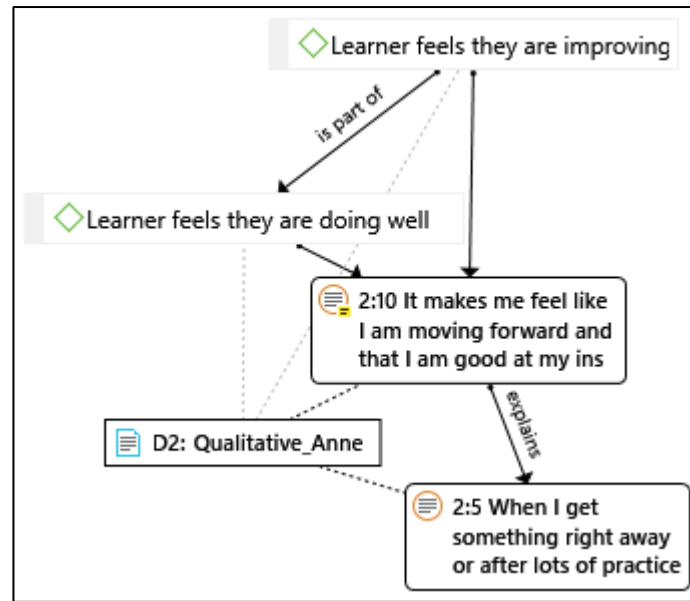 Learner feels they are improving
is part of
Learner feels they are doing well
2:10 It makes me feel like
I am moving forward and
that I am good at my ins
explains
D2: Qualitative_Anne
2:5 When I get
something right away
or after lots of practice